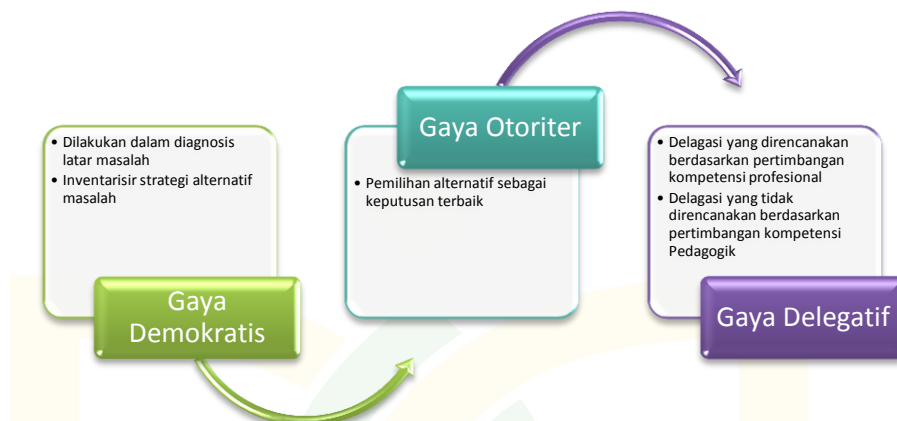 • Dilakukan dalam diagnosis
latar masalah
• Inventarisir strategi alternatif
masalah
Gaya
Demokratis
Gaya Otoriter
• Pemilihan alternatif sebagai
keputusan terbaik
• Delagasi yang direncanakan
berdasarkan pertimbangan
kompetensi profesional
• Delagasi yang tidak
direncanakan berdasarkan
pertimbangan kompetensi
Pedagogik
Gaya Delegatif